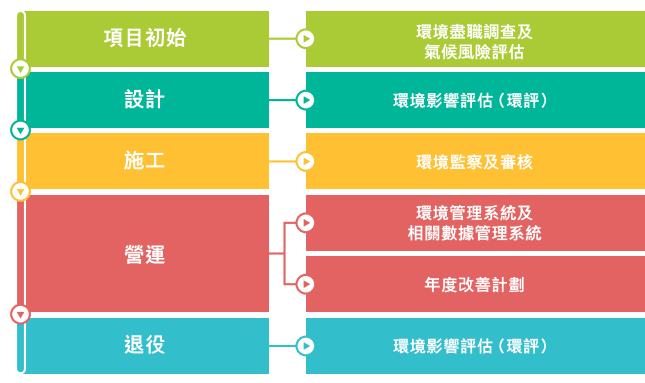 項目初始
環境盡職調查及
氣候風險評估
設計
環境影響評估（環評）
施工
環境監察及審核
營運
環境管理系統及
相關數據管理系統
年度改善計劃
退役
環境影響評估（環評）